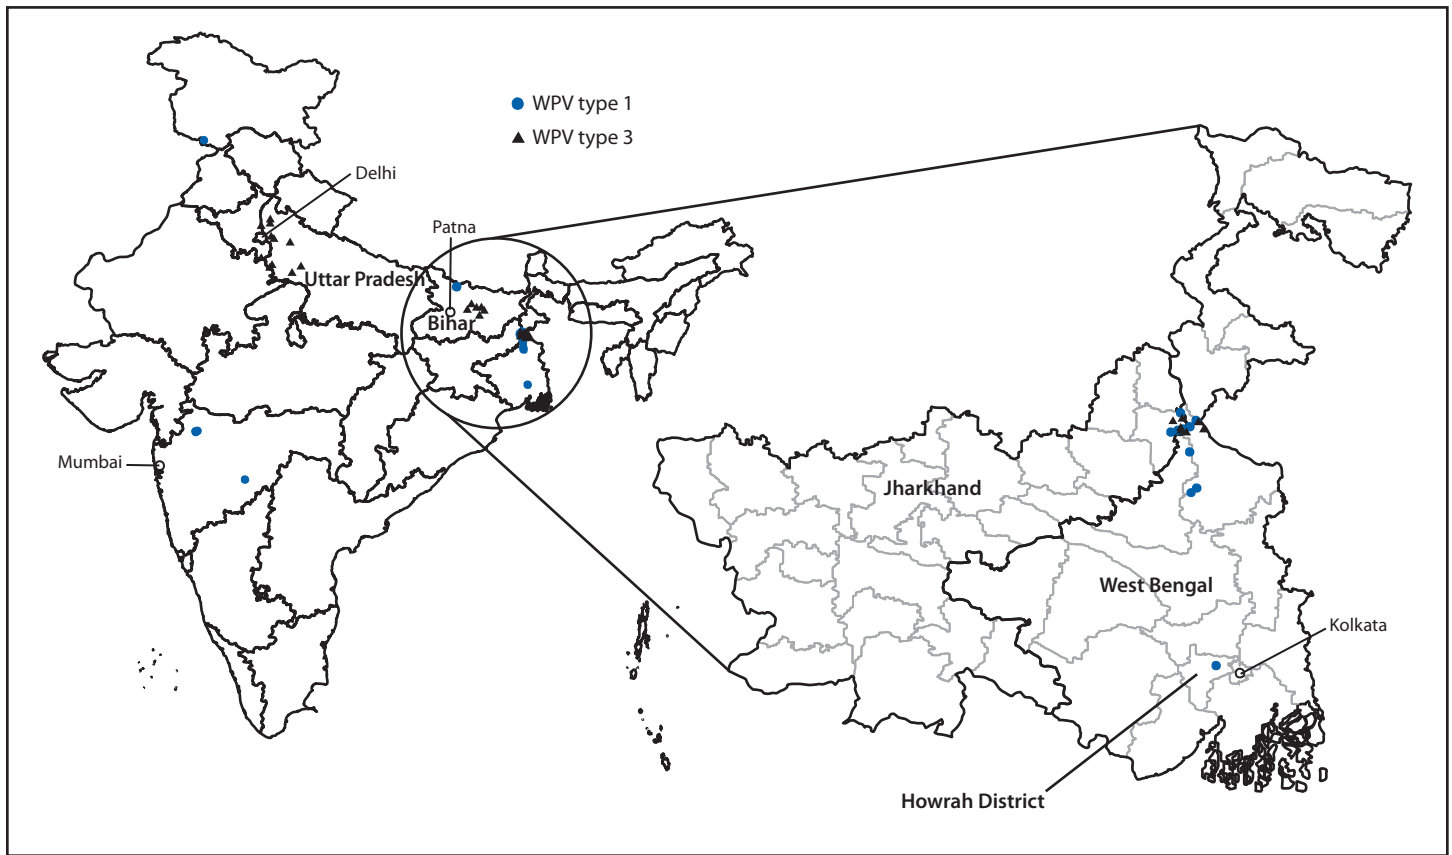 WPV type 1
WPV type 3
Delhi
Patna
Uttar Pradesh
Bihar
Mumbai
Jharkhand
West Bengal
Kolkata
Howrah District